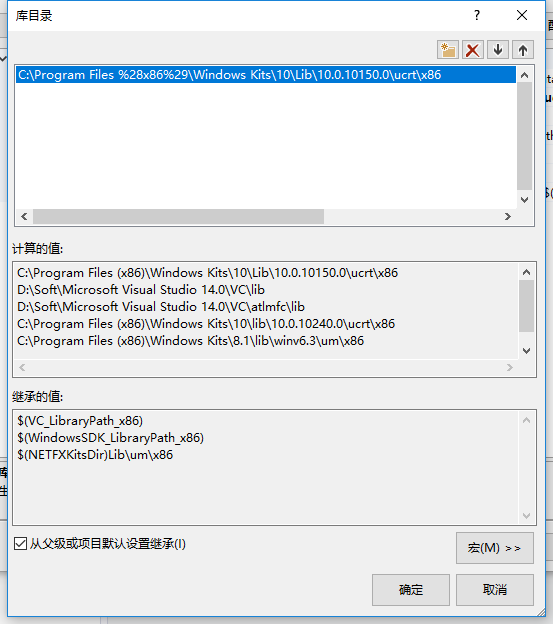 库目录
C:\Program Files %28x86%29\Windows Kits\10\Lib\10.0.10150.0\ucrt\x86
计算的值:
C:\Program Files (x86)\Windows Kits\10\Lib\10.0.10150.0\ucrt\x86
D:\Soft\Microsoft Visual Studio 14.0\VC\lib
D:\Soft\Microsoft Visual Studio 14.0\VC\atlmfc\lib
C:\Program Files (x86)\Windows Kits\10\lib\10.0.10240.0\ucrt\x86
C:\Program Files (x86)\Windows Kits\8.1\lib\winv6.3\um\x86
继承的值:
$(VC_LibraryPath_x86)
$(WindowsSDK_LibraryPath_x86)
$(NETFXKitsDir)Lib\um\x86
从父级或项目默认设置继承(I)
宏(M) >>
确定 取消